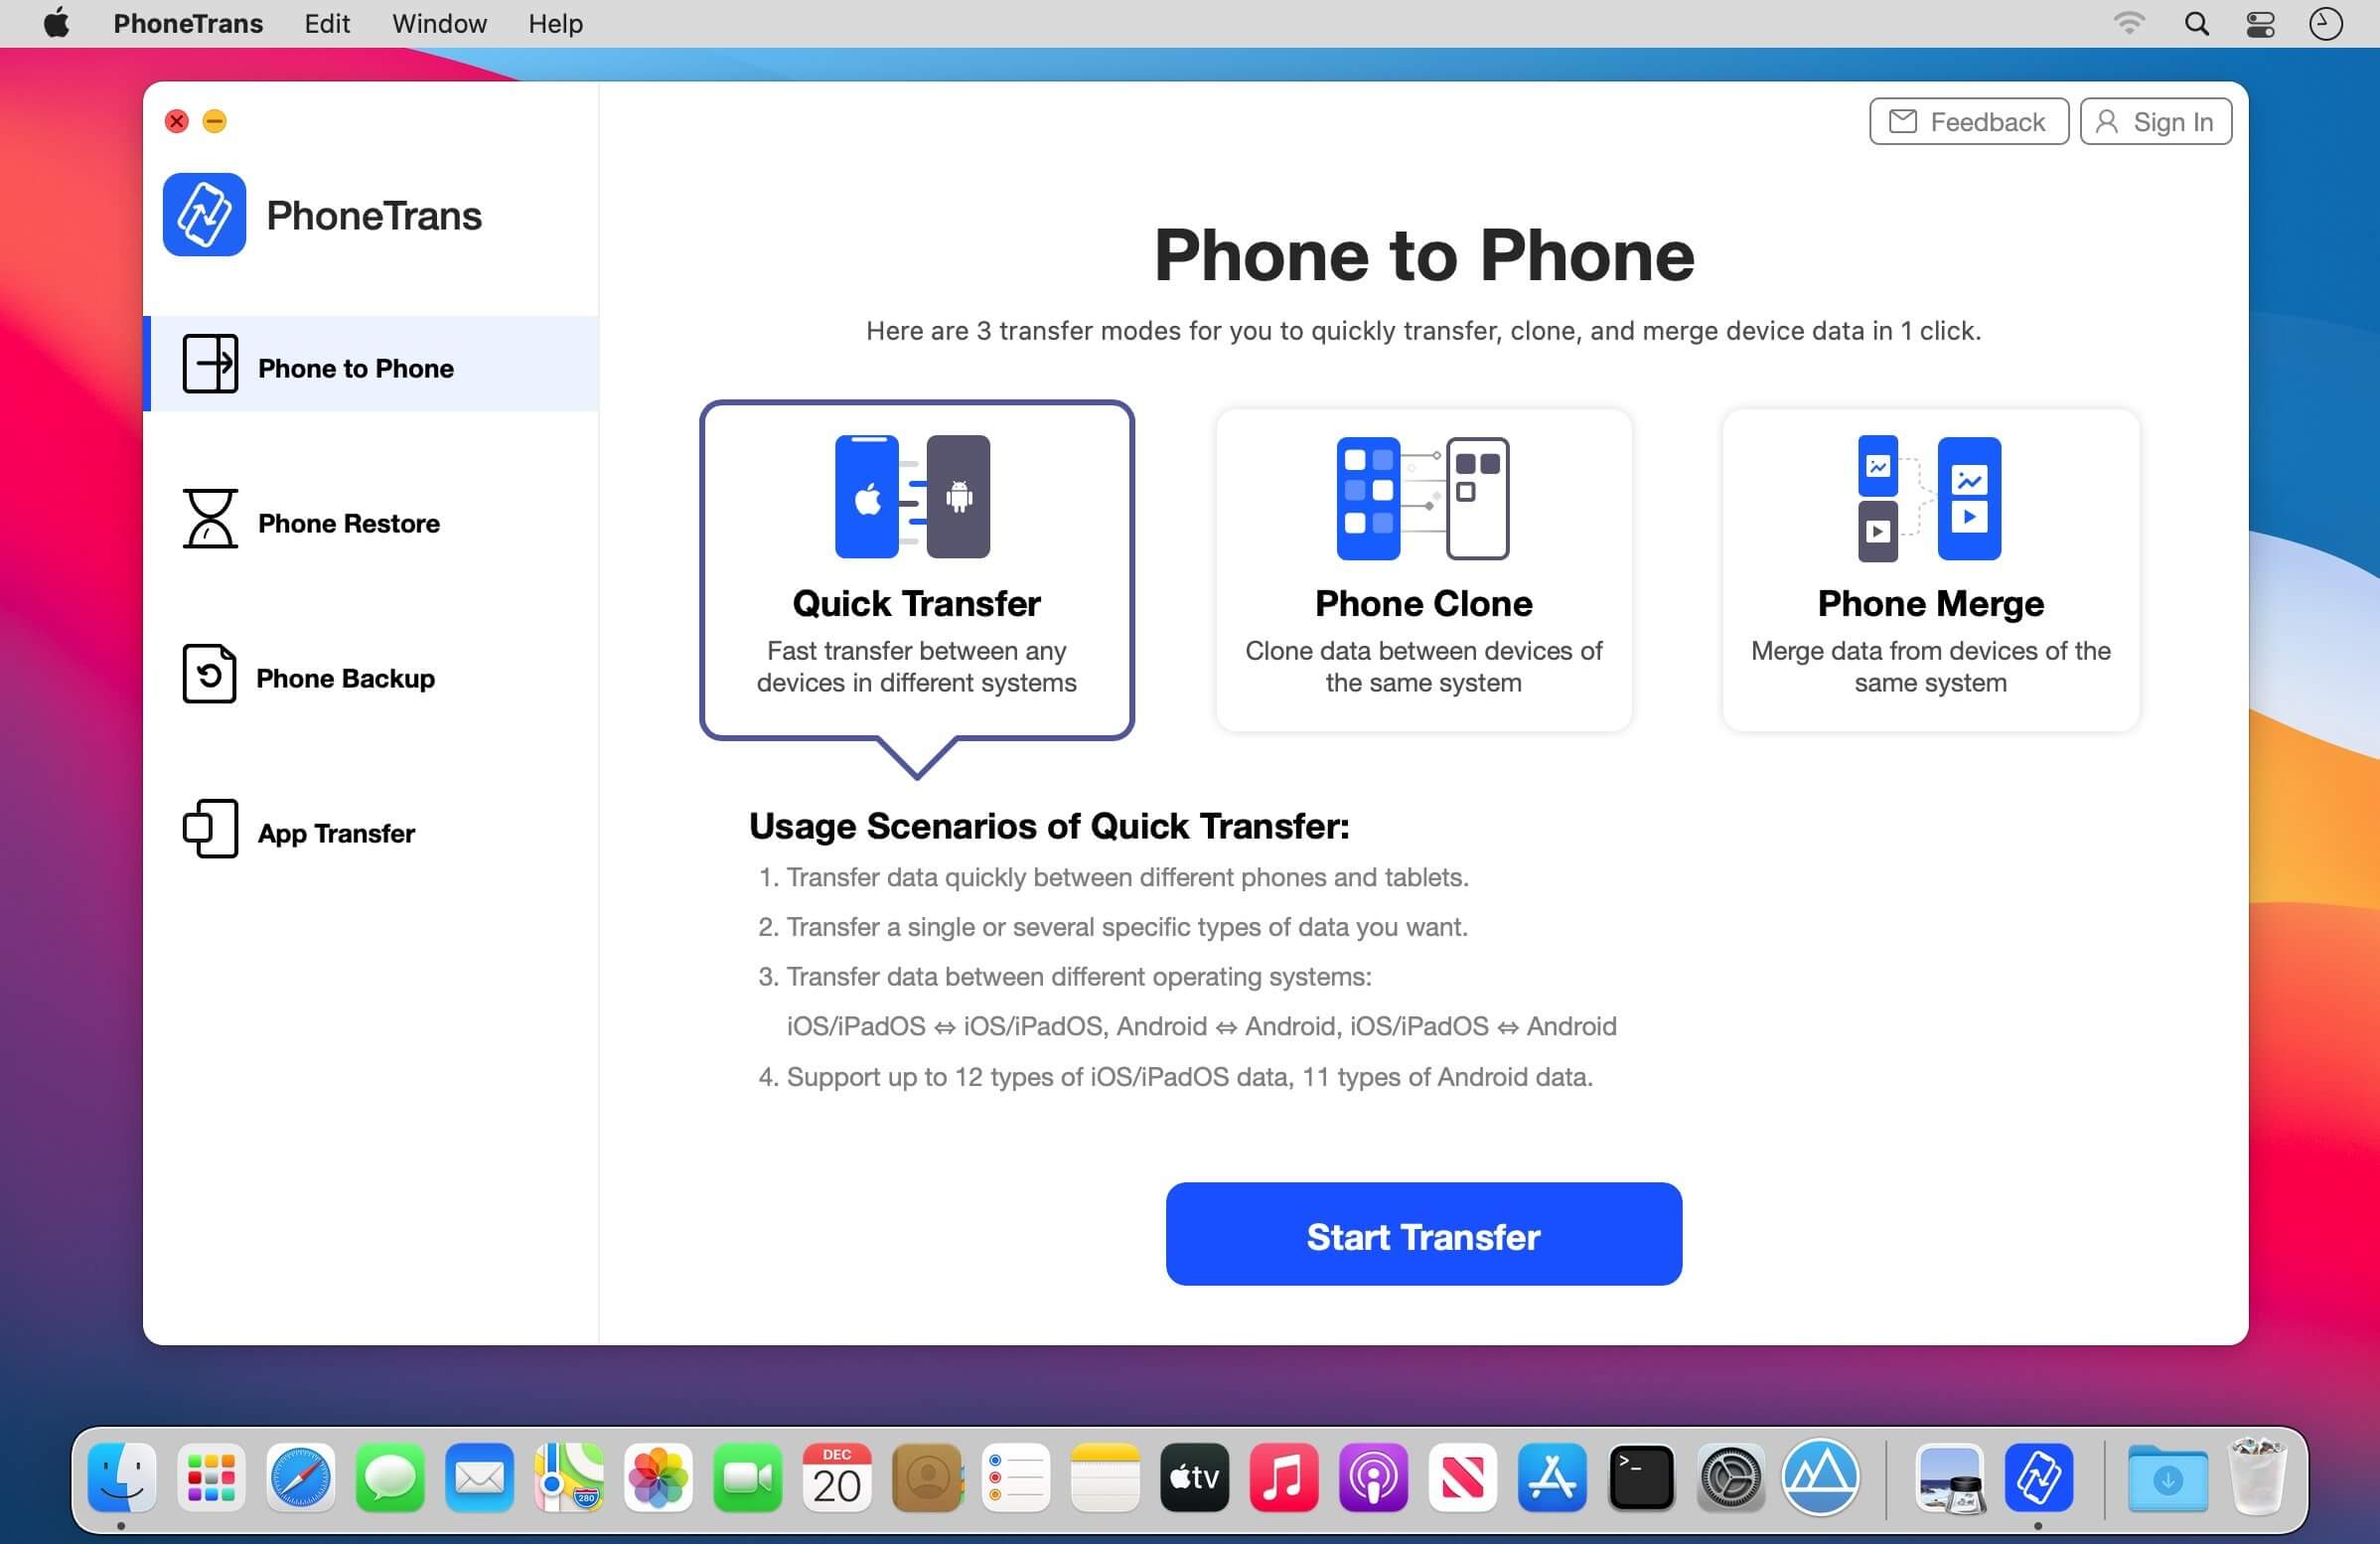 PhoneTrans Edit Window Help
Feedback Sign In
PhoneTrans
Phone to Phone
Phone Restore
Phone Backup
App Transfer
Phone to Phone
Here are 3 transfer modes for you to quickly transfer, clone, and merge device data in 1 click.
Quick Transfer
Fast transfer between any
devices in different systems
Phone Clone
Clone data between devices of
the same system
Phone Merge
Merge data from devices of the
same system
Usage Scenarios of Quick Transfer:
1. Transfer data quickly between different phones and tablets.
2. Transfer a single or several specific types of data you want.
3. Transfer data between different operating systems:
iOS/iPadOS ⇔ iOS/iPadOS, Android ⇔ Android, iOS/iPadOS ⇔ Android
4. Support up to 12 types of iOS/iPadOS data, 11 types of Android data.
Start Transfer
280
DEC
20
tv
>_